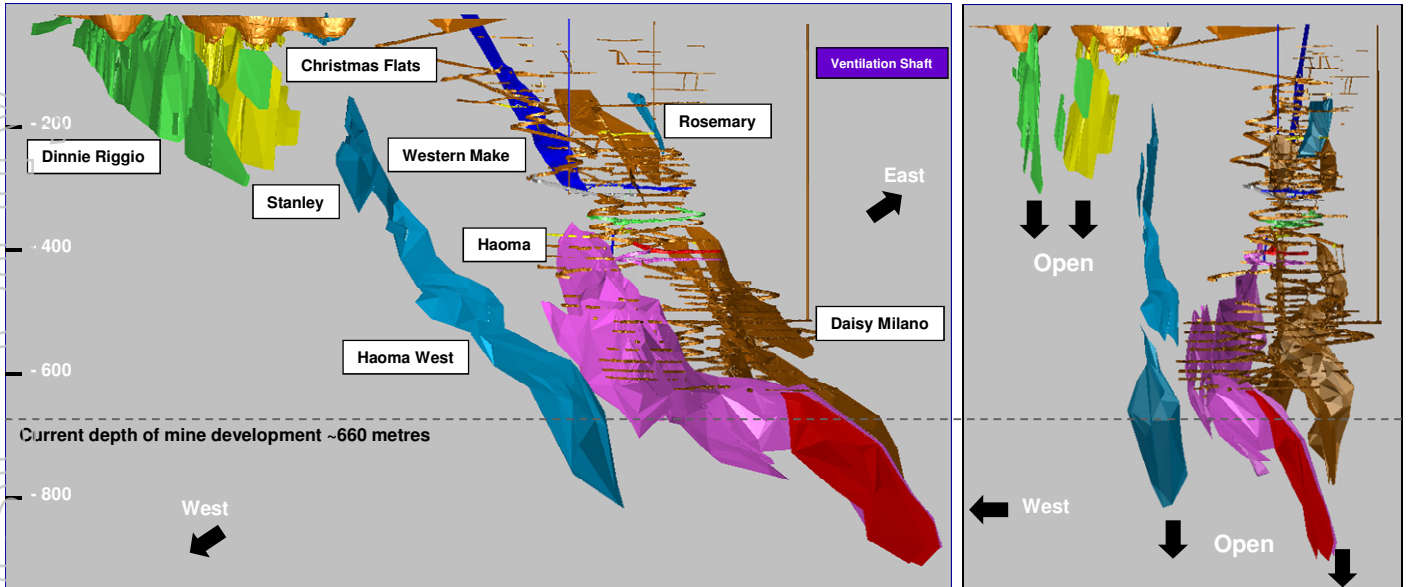 Christmas Flats
Ventilation Shaft
- 200
Rosemary
Dinnie Riggio
Western Make
East
Stanley
- 400
Haoma
Open
Daisy Milano
Haoma West
- 600
Current depth of mine development ~660 metres
- 800
West
West
Open